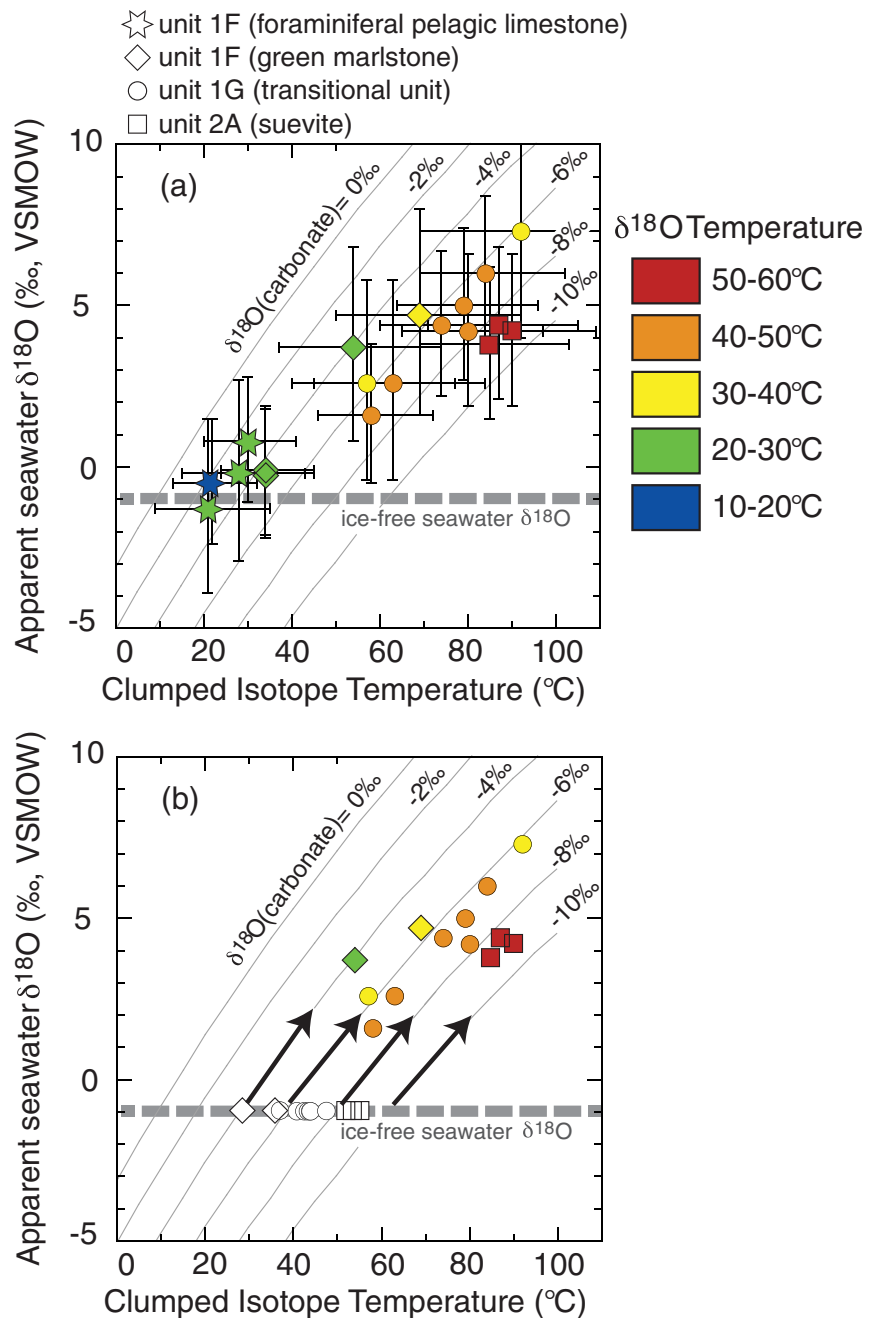 unit 1F (foraminiferal pelagic limestone)
unit 1F (green marlstone)
unit 1G (transitional unit)
unit 2A (suevite)
10
5
0
-5
Apparent seawater δ18O (‰, VSMOW)
(a)
δ18O(carbonate)= 0‰
-2‰
-4‰
-6‰
-8‰
-10‰
ice-free seawater δ18O
0 20 40 60 80 100
Clumped Isotope Temperature (°C)
δ18O Temperature
50-60°C
40-50°C
30-40°C
20-30°C
10-20°C
10
5
0
-5
Apparent seawater δ18O (‰, VSMOW)
(b)
δ18O(carbonate)= 0‰
-2‰
-4‰
-6‰
-8‰
-10‰
ice-free seawater δ18O
0 20 40 60 80 100
Clumped Isotope Temperature (°C)